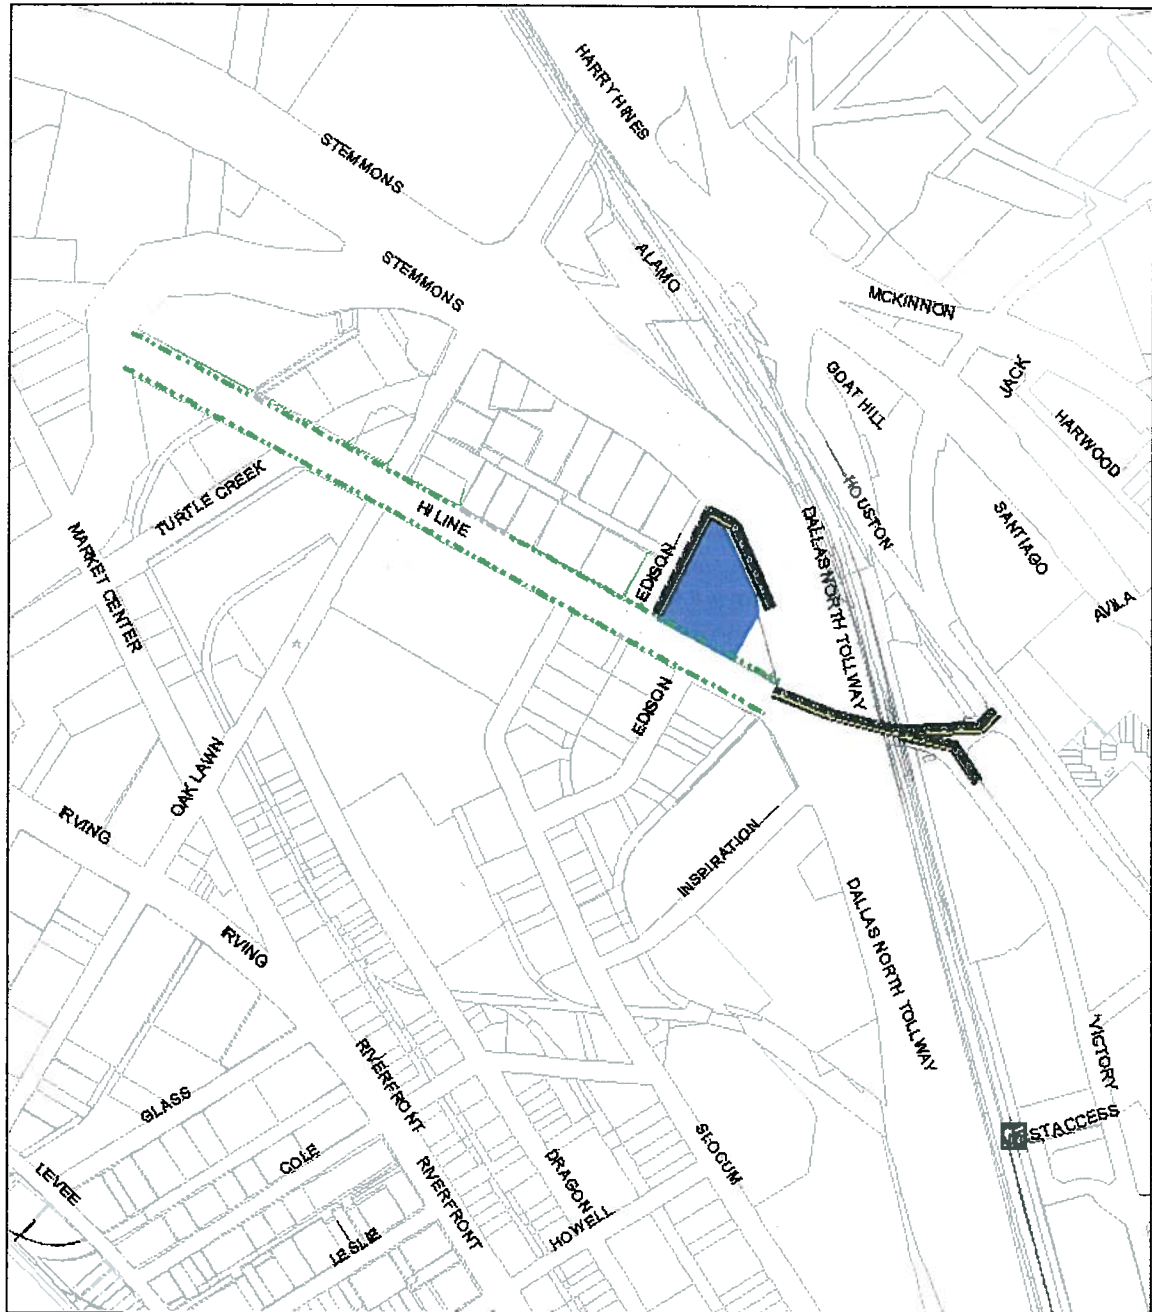 HARRY HINES
STEMMONS
STEMMONS
ALAMO
MCKINNON
JACK
GOAT HILL
HARWOOD
HOUSTON
SANTIAGO
AVILA
TURTLE CREEK
HI LINE
EDISON
DALLAS NORTH TOLLWAY
MARKET CENTER
EDISON
OAK LAWN
IRVING
INSPIRATION
DALLAS NORTH TOLLWAY
IRVING
VICTORY
RIVERFRONT
GLASS
STACCESS
COLE
SLOCUM
LEVEE
DRAGON
RIVERFRONT
HOWELL
LESLIE